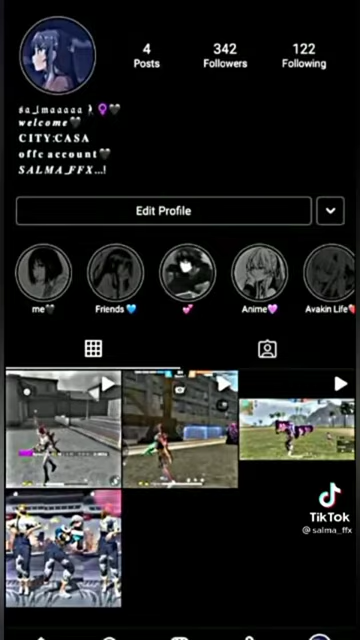 4 342 122
Posts Followers Following
𝔰𝔞_𝔩𝔪𝔞𝔞𝔞𝔞𝔞 🚶‍♀️🖤
𝒘𝒆𝒍𝒄𝒐𝒎𝒆🖤
𝐂𝐈𝐓𝐘:𝐂𝐀𝐒𝐀
𝐨𝐟𝐟𝐜 𝐚𝐜𝐜𝐨𝐮𝐧𝐭🖤
𝑺𝑨𝑳𝑴𝑨_𝑭𝑭𝑿...!
Edit Profile
me🖤 Friends💙 💕 Anime💜 Avakin Life❤️
TikTok
@salma_ffx